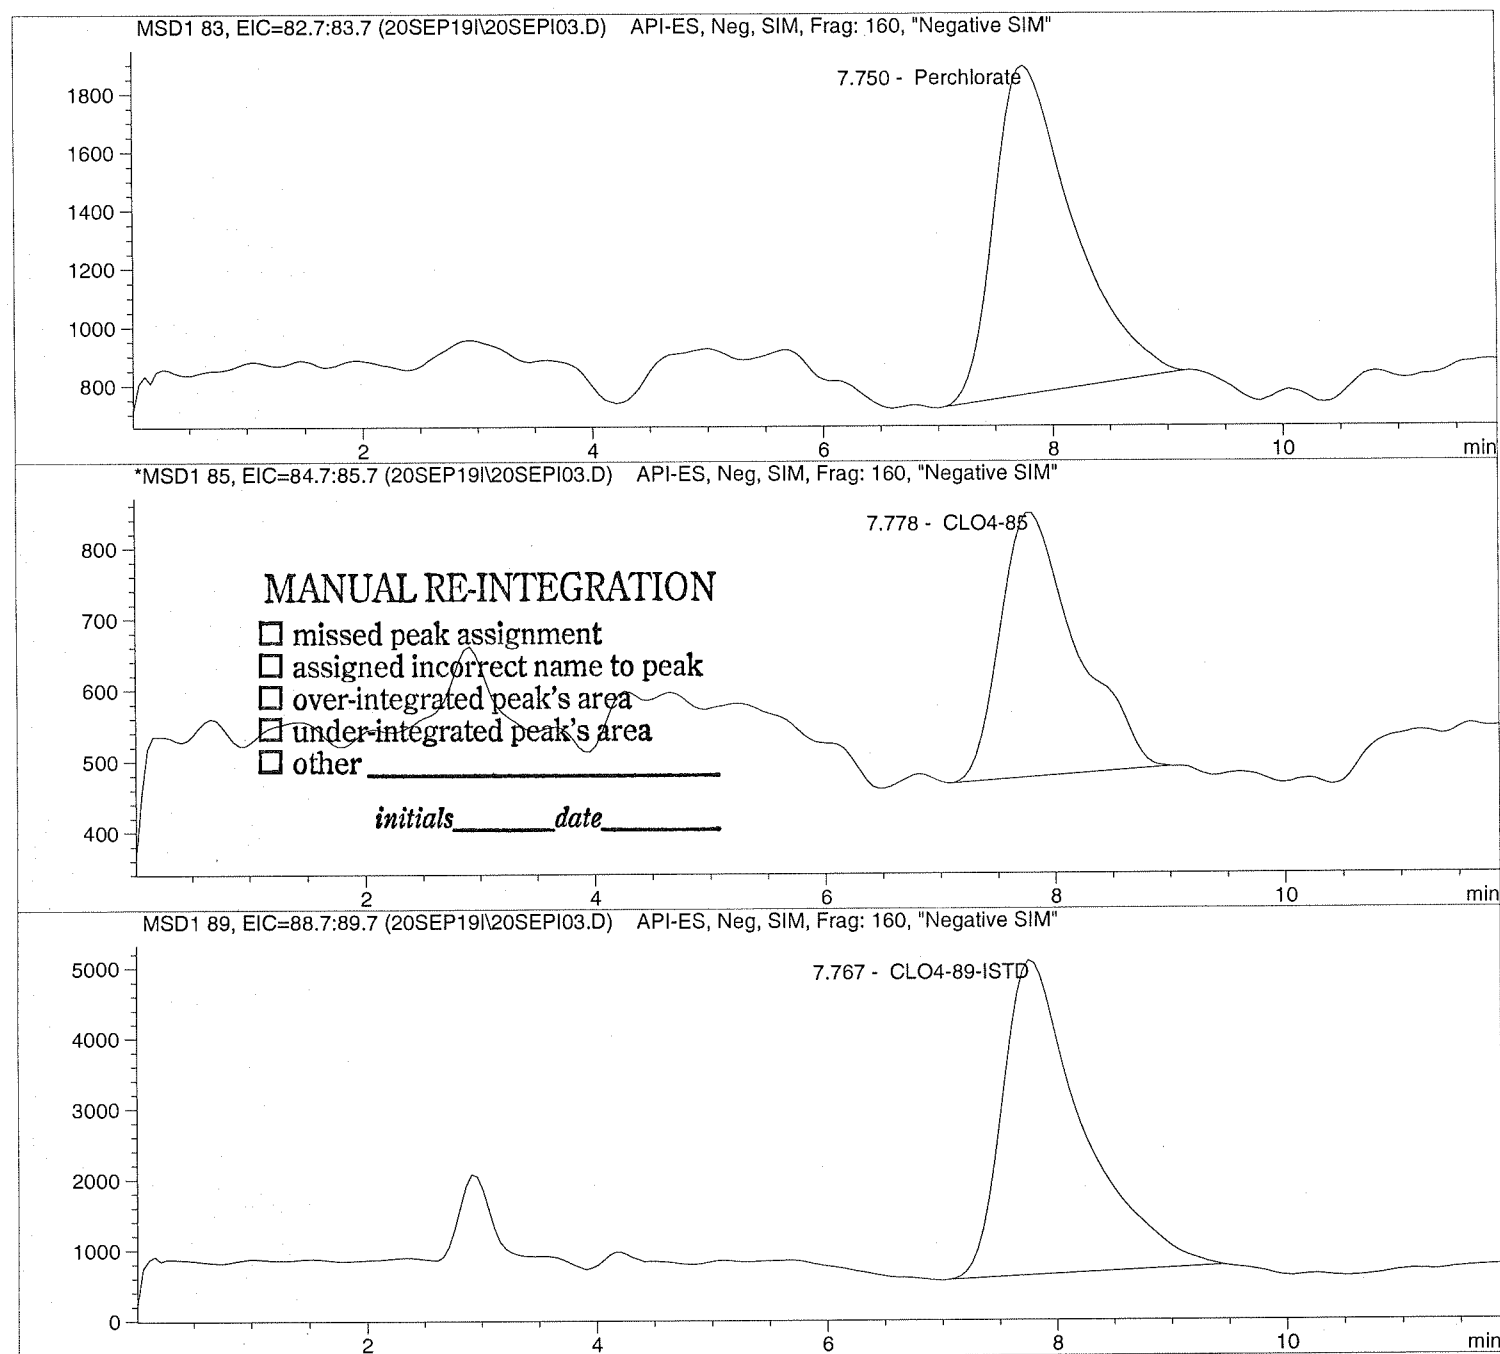 MSD1 83, EIC=82.7:83.7 (20SEP19I\20SEPI03.D) API-ES, Neg, SIM, Frag: 160, "Negative SIM"
7.750 - Perchlorate
1800
1600
1400
1200
1000
800
2 4 6 8 10 min
*MSD1 85, EIC=84.7:85.7 (20SEP19I\20SEPI03.D) API-ES, Neg, SIM, Frag: 160, "Negative SIM"
7.778 - CLO4-85
800
700
600
500
400
MANUAL RE-INTEGRATION
missed peak assignment
assigned incorrect name to peak
over-integrated peak's area
under-integrated peak's area
other
initials date
2 4 6 8 10 min
MSD1 89, EIC=88.7:89.7 (20SEP19I\20SEPI03.D) API-ES, Neg, SIM, Frag: 160, "Negative SIM"
7.767 - CLO4-89-ISTD
5000
4000
3000
2000
1000
0
2 4 6 8 10 min